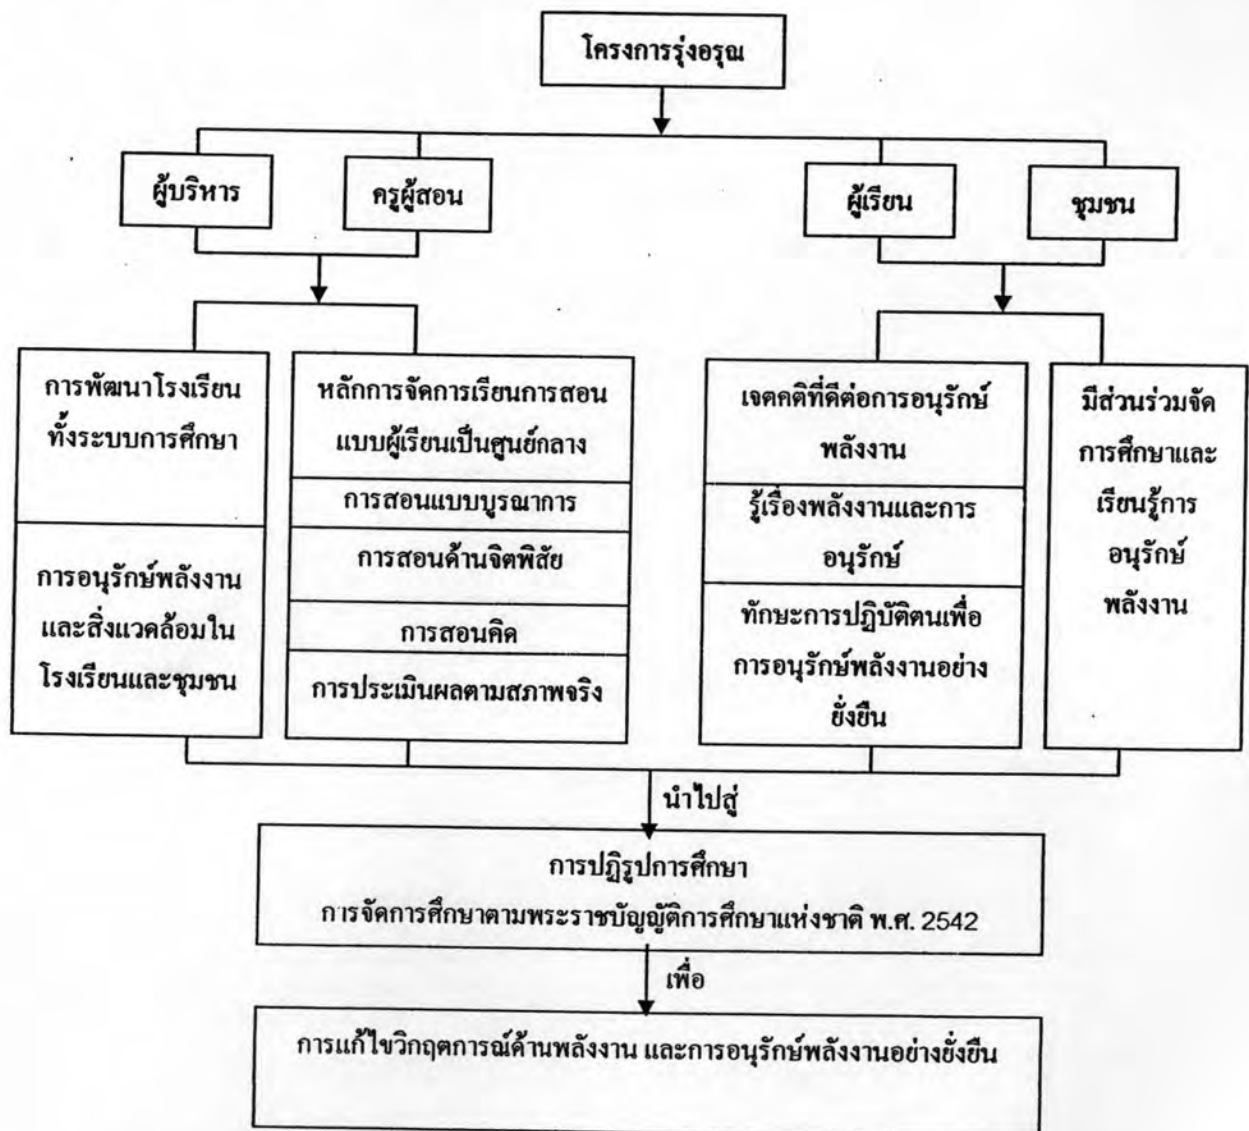 โครงการรุ่งอรุณ
ผู้บริหาร
ครูผู้สอน
ผู้เรียน
ชุมชน
การพัฒนาโรงเรียน
ทั้งระบบการศึกษา
การอนุรักษ์พลังงาน
และสิ่งแวดล้อมใน
โรงเรียนและชุมชน
หลักการจัดการเรียนการสอน
แบบผู้เรียนเป็นศูนย์กลาง
การสอนแบบบูรณาการ
การสอนด้านจิตพิสัย
การสอนคิด
การประเมินผลตามสภาพจริง
เจตคติที่ดีต่อการอนุรักษ์
พลังงาน
รู้เรื่องพลังงานและการ
อนุรักษ์
ทักษะการปฏิบัติตนเพื่อ
การอนุรักษ์พลังงานอย่าง
ยั่งยืน
มีส่วนร่วมจัด
การศึกษาและ
เรียนรู้การ
อนุรักษ์
พลังงาน
นำไปสู่
การปฏิรูปการศึกษา
การจัดการศึกษาตามพระราชบัญญัติการศึกษาแห่งชาติ พ.ศ. 2542
เพื่อ
การแก้ไขวิกฤตการณ์ด้านพลังงาน และการอนุรักษ์พลังงานอย่างยั่งยืน